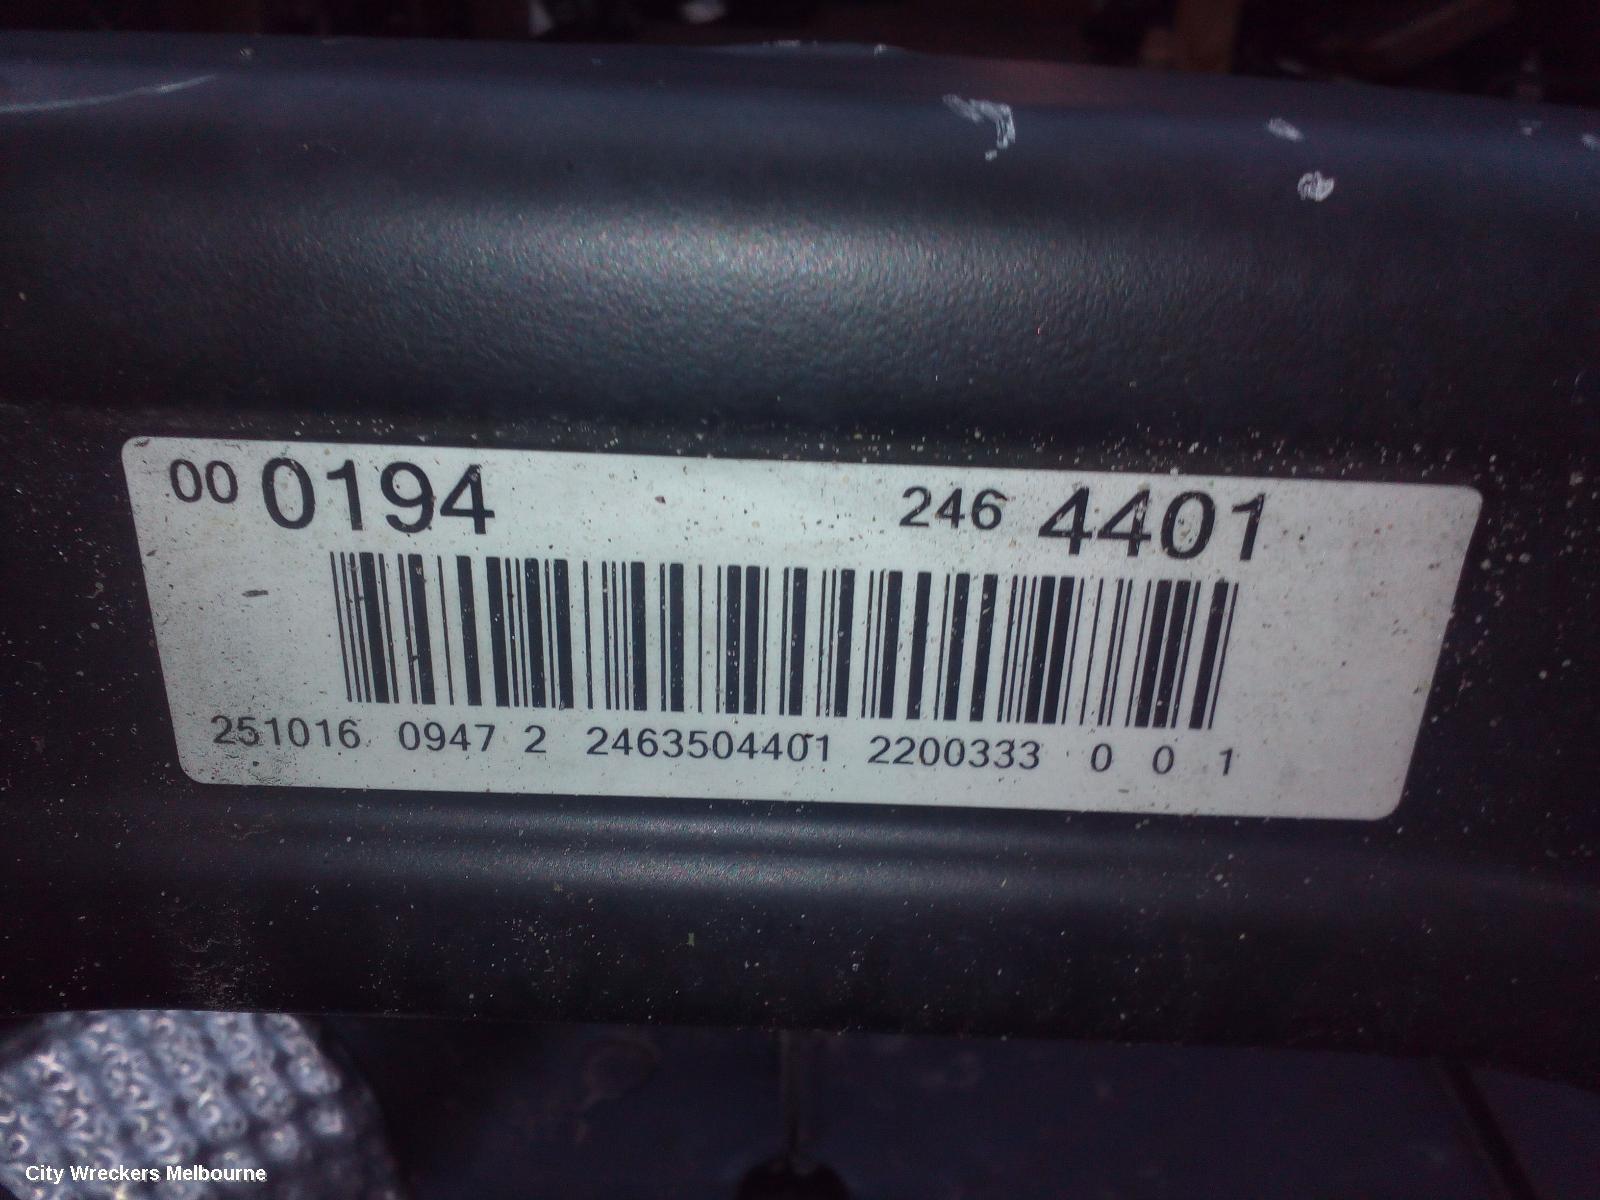 00 0194 246 4401
251016 0947 2 2463504401 2200333 0 0 1
City Wreckers Melbourne